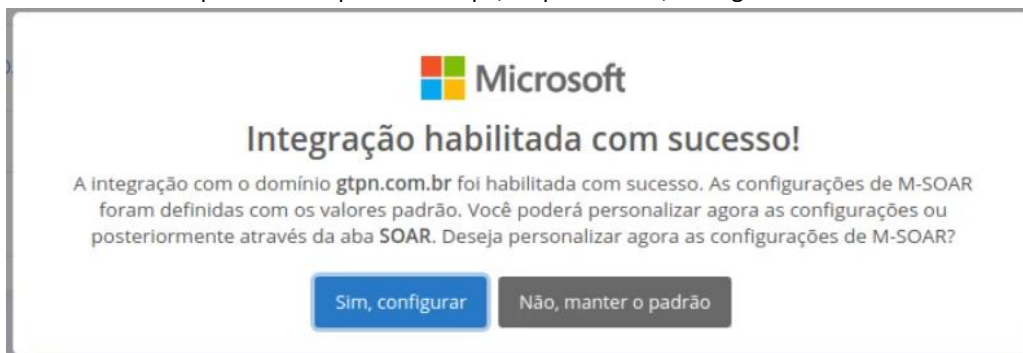 Microsoft
Integração habilitada com sucesso!
A integração com o domínio gtpn.com.br foi habilitada com sucesso. As configurações de M-SOAR
foram definidas com os valores padrão. Você poderá personalizar agora as configurações ou
posteriormente através da aba SOAR. Deseja personalizar agora as configurações de M-SOAR?
Sim, configurar Não, manter o padrão